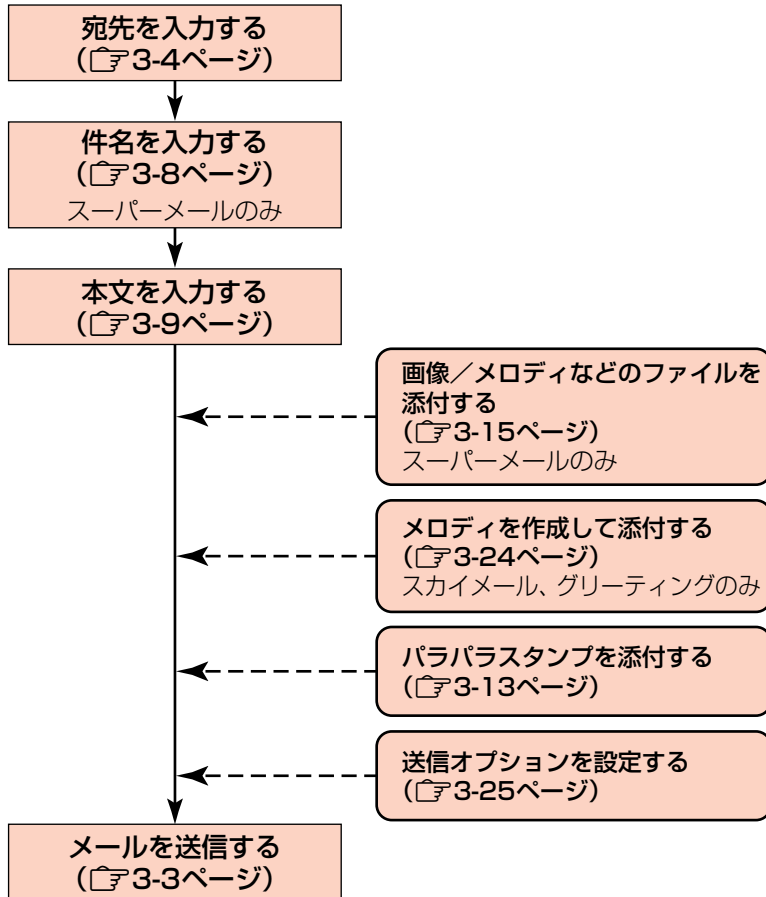 宛先を入力する
(☞3-4ページ)
件名を入力する
(☞3-8ページ)
スーパーメールのみ
本文を入力する
(☞3-9ページ)
画像／メロディなどのファイルを
添付する
(☞3-15ページ)
スーパーメールのみ
メロディを作成して添付する
(☞3-24ページ)
スカイメール、グリーティングのみ
パラパラスタンプを添付する
(☞3-13ページ)
送信オプションを設定する
(☞3-25ページ)
メールを送信する
(☞3-3ページ)